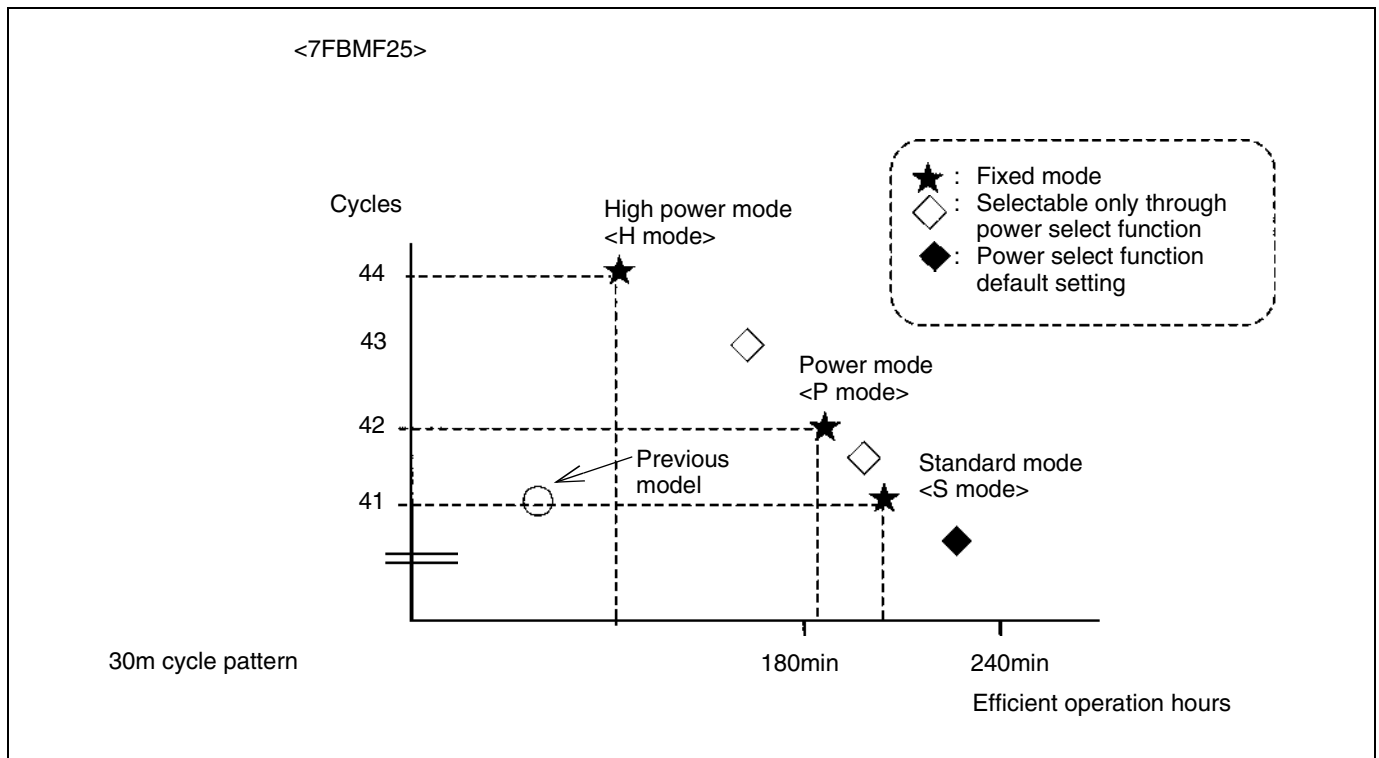 <7FBMF25>
★ : Fixed mode
◇ : Selectable only through
power select function
◆ : Power select function
default setting
Cycles
High power mode
<H mode>
44
43
Power mode
<P mode>
42
Previous
model
Standard mode
<S mode>
41
30m cycle pattern
180min
240min
Efficient operation hours